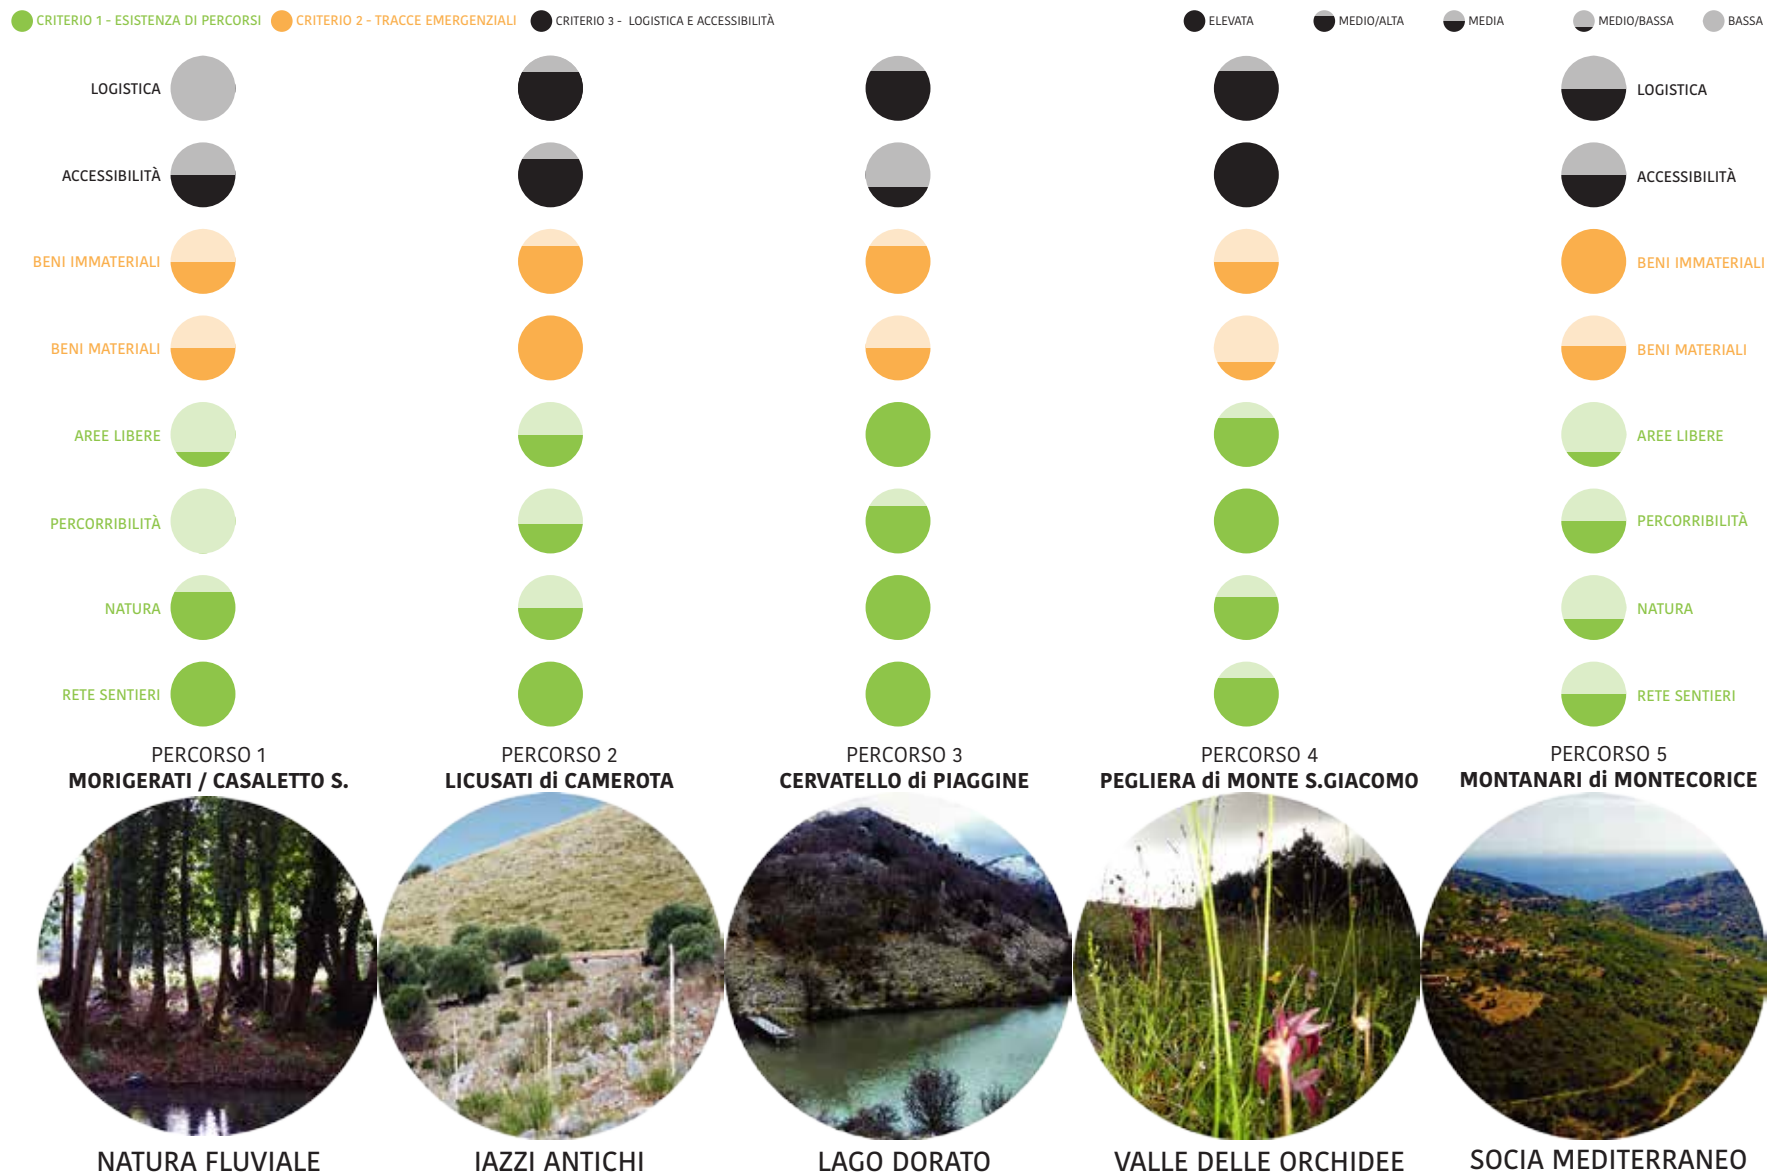 CRITERIO 1 - ESISTENZA DI PERCORSI CRITERIO 2 - TRACCE EMERGENZIALI CRITERIO 3 - LOGISTICA E ACCESSIBILITÀ ELEVATA MEDIO/ALTA MEDIA MEDIO/BASSA BASSA
LOGISTICA LOGISTICA
ACCESSIBILITÀ ACCESSIBILITÀ
BENI IMMATERIALI BENI IMMATERIALI
BENI MATERIALI BENI MATERIALI
AREE LIBERE AREE LIBERE
PERCORRIBILITÀ PERCORRIBILITÀ
NATURA NATURA
RETE SENTIERI RETE SENTIERI
PERCORSO 1 PERCORSO 2 PERCORSO 3 PERCORSO 4 PERCORSO 5
MORIGERATI / CASALETTO S. LICUSATI di CAMEROTA CERVATELLO di PIAGGINE PEGLIERA di MONTE S.GIACOMO MONTANARI di MONTECORICE
NATURA FLUVIALE IAZZI ANTICHI LAGO DORATO VALLE DELLE ORCHIDEE SOCIA MEDITERRANEO